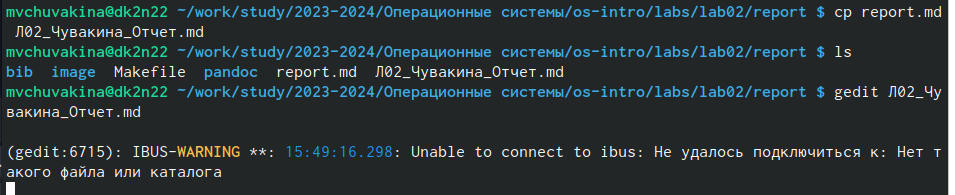 mvchuvakina@dk2n22 ~/work/study/2023-2024/Операционные системы/os-intro/labs/lab02/report $ cp report.md
Л02_Чувакина_Отчет.md
mvchuvakina@dk2n22 ~/work/study/2023-2024/Операционные системы/os-intro/labs/lab02/report $ ls
bib image Makefile pandoc report.md Л02_Чувакина_Отчет.md
mvchuvakina@dk2n22 ~/work/study/2023-2024/Операционные системы/os-intro/labs/lab02/report $ gedit Л02_Чу
вакина_Отчет.md
(gedit:6715): IBUS-WARNING **: 15:49:16.298: Unable to connect to ibus: Не удалось подключиться к: Нет т
акого файла или каталога